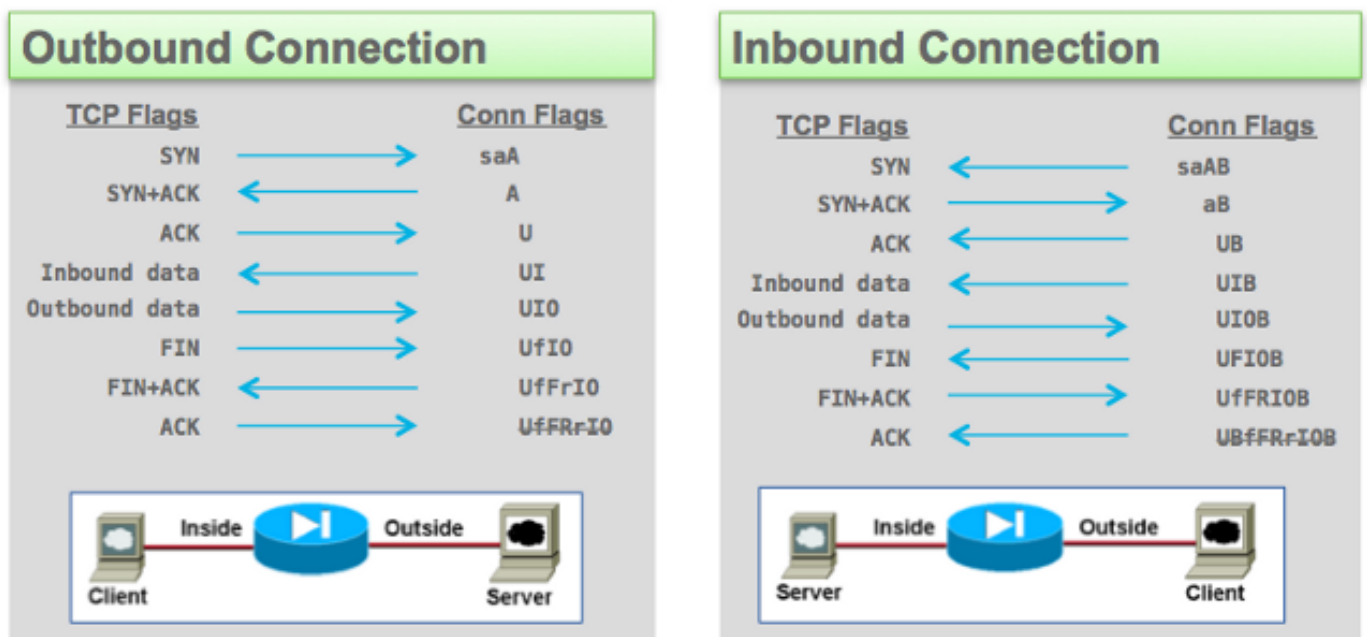 Outbound Connection
TCP Flags Conn Flags
SYN saA
SYN+ACK A
ACK U
Inbound data UI
Outbound data UIO
FIN UfIO
FIN+ACK UfFrIO
ACK UfFRrIO
Inside Outside
Client Server
Inbound Connection
TCP Flags Conn Flags
SYN saAB
SYN+ACK aB
ACK UB
Inbound data UIB
Outbound data UIOB
FIN UFIOB
FIN+ACK UfFRIOB
ACK UBfFRrIOB
Inside Outside
Server Client